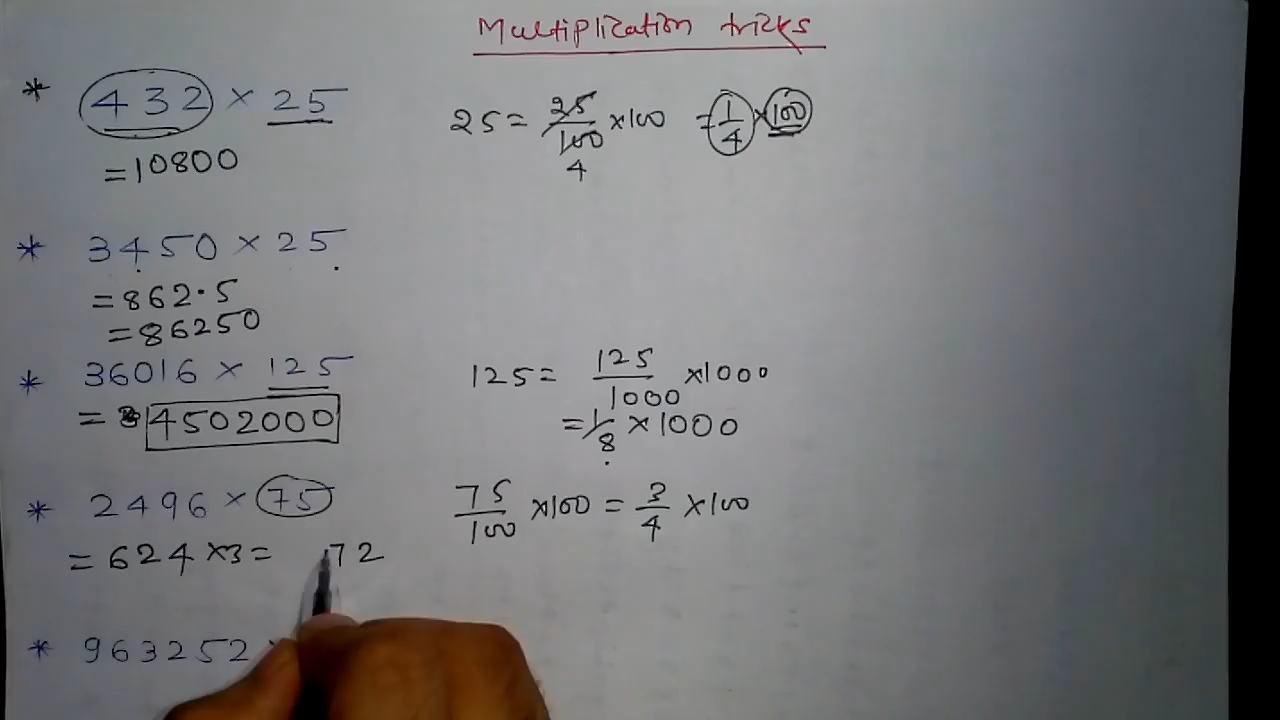 Multiplication tricks
* 432 × 25
25 = 25/100 × 100 = 1/4 × 100
4
= 10800
* 3450 × 25
= 862.5
= 86250
* 36016 × 125
125 = 125/1000 × 1000
= 4502000
= 1/8 × 1000
* 2496 × 75
75/100 × 100 = 3/4 × 100
= 624 × 3 = 72
* 963252